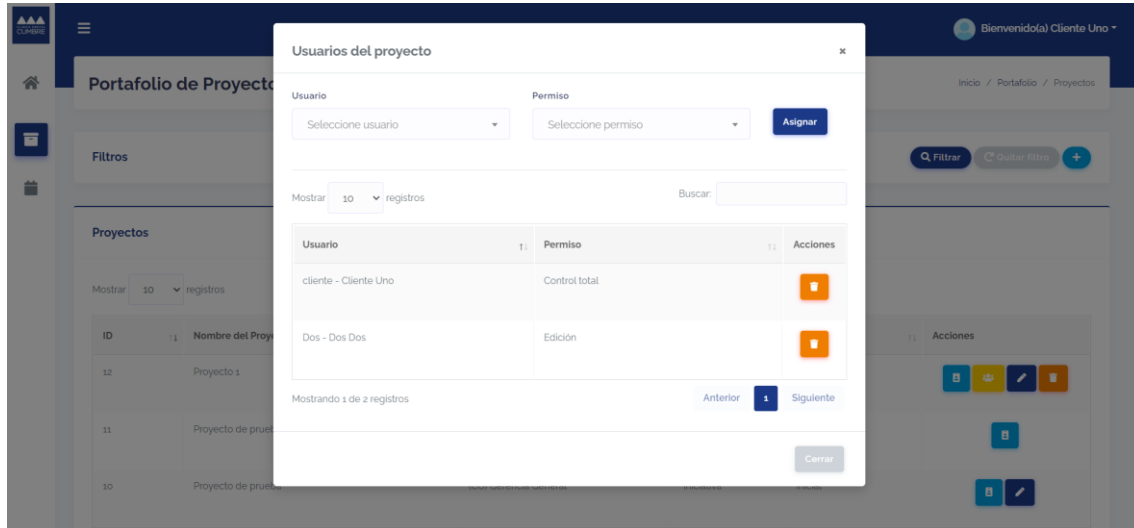 CUMBRE
Bienvenido(a) Cliente Uno
Usuarios del proyecto
×
Portafolio de Proyecto
Inicio / Portafolio / Proyectos
Usuario
Permiso
Seleccione usuario
Seleccione permiso
Asignar
Filtros
Filtrar
Quitar filtro
+
Mostrar 10 registros
Buscar:
Proyectos
Usuario
Permiso
Acciones
cliente - Cliente Uno
Control total
Mostrar 10 registros
ID
Nombre del Proye
Dos - Dos Dos
Edición
Acciones
12
Proyecto 1
Mostrando 1 de 2 registros
Anterior
1
Siguiente
11
Proyecto de prueb
Cerrar
10
Proyecto de prueba